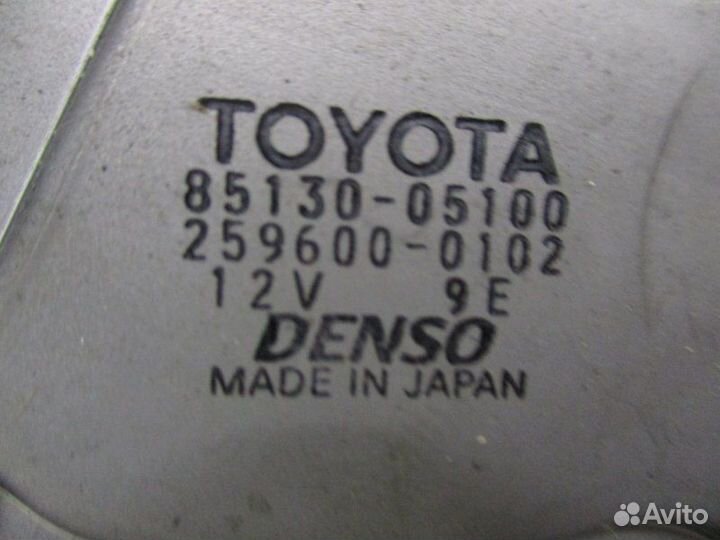 TOYOTA
85130-05100
259600-0102
12V 9E
DENSO
MADE IN JAPAN
Avito